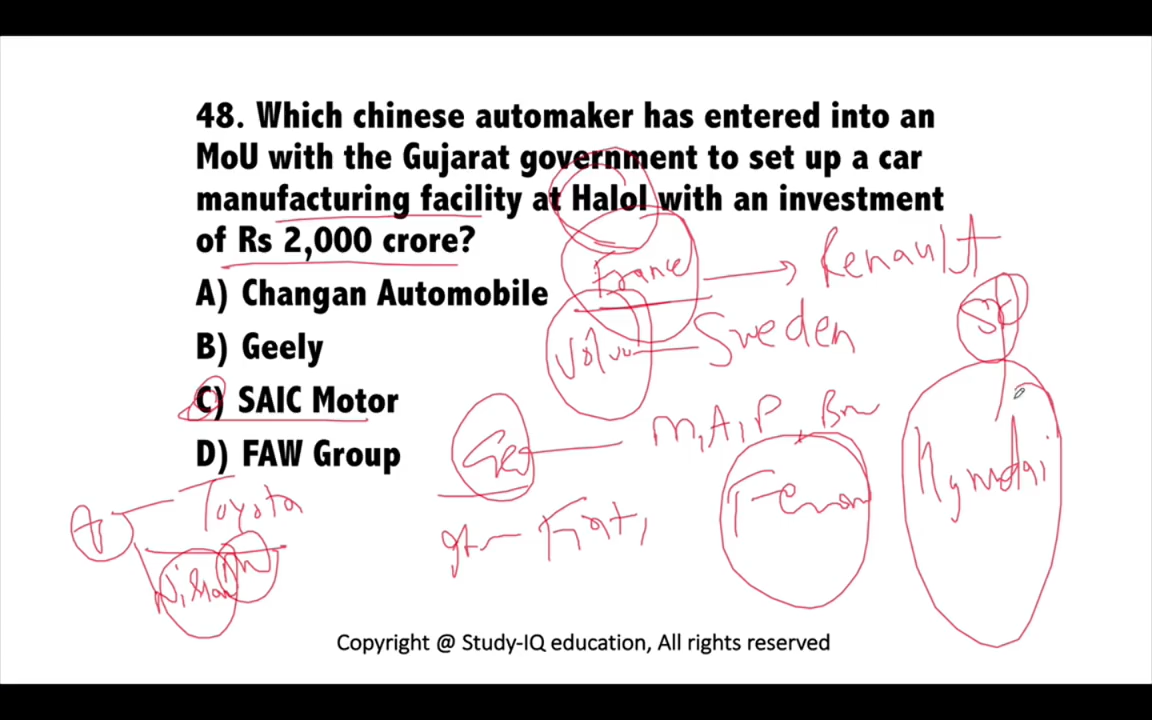 48. Which chinese automaker has entered into an
MoU with the Gujarat government to set up a car
manufacturing facility at Halol with an investment
of Rs 2,000 crore?
France Renault
A) Changan Automobile
Sweden
B) Geely
C) SAIC Motor
M, A, P
D) FAW Group
Toyota
Fiat,
Copyright @ Study-IQ education, All rights reserved